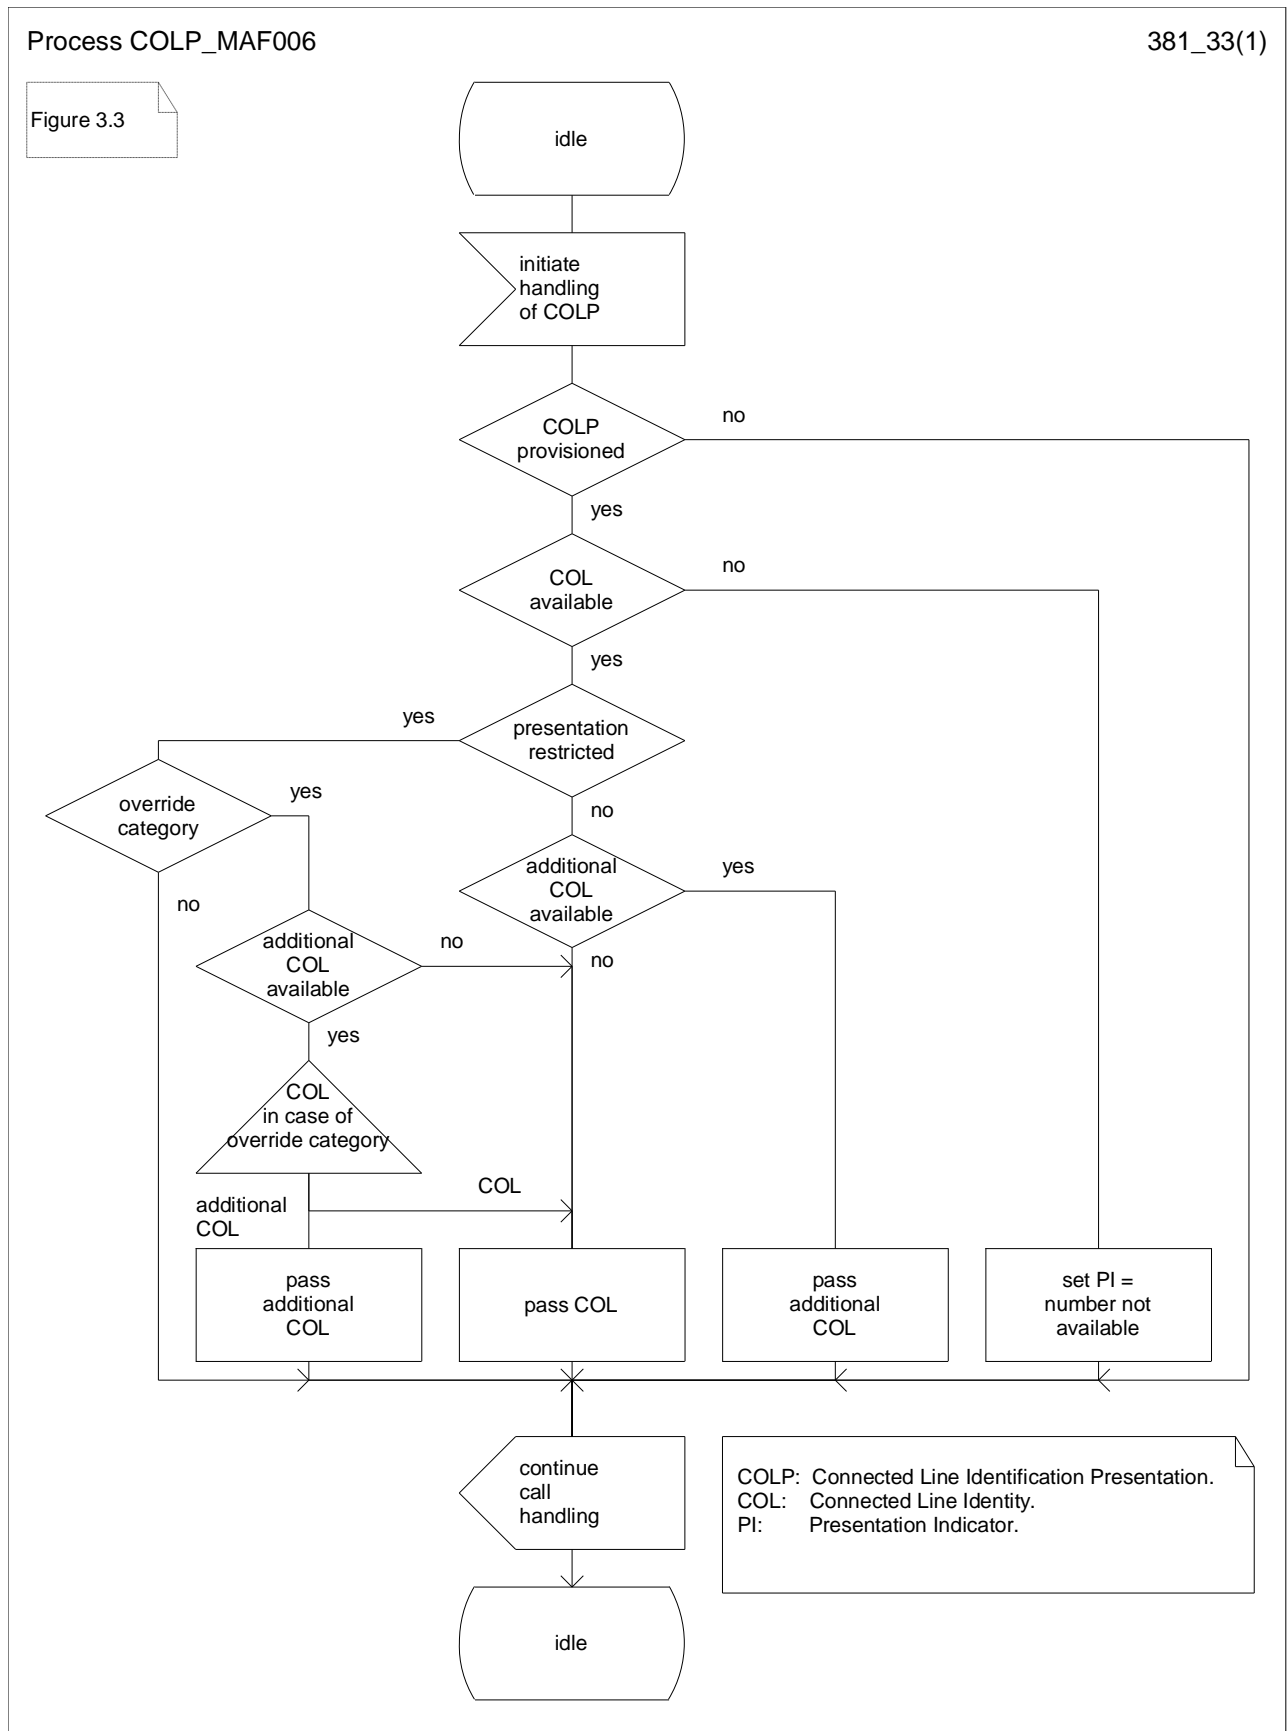 Process COLP_MAF006
381_33(1)
Figure 3.3
idle
initiate
handling
of COLP
COLP
provisioned
no
yes
COL
available
no
yes
presentation
restricted
yes
no
override
category
yes
no
additional
COL
available
yes
no
additional
COL
available
no
yes
COL
in case of
override category
COL
additional
COL
pass
additional
COL
pass COL
pass
additional
COL
set PI =
number not
available
continue
call
handling
COLP: Connected Line Identification Presentation.
COL: Connected Line Identity.
PI: Presentation Indicator.
idle